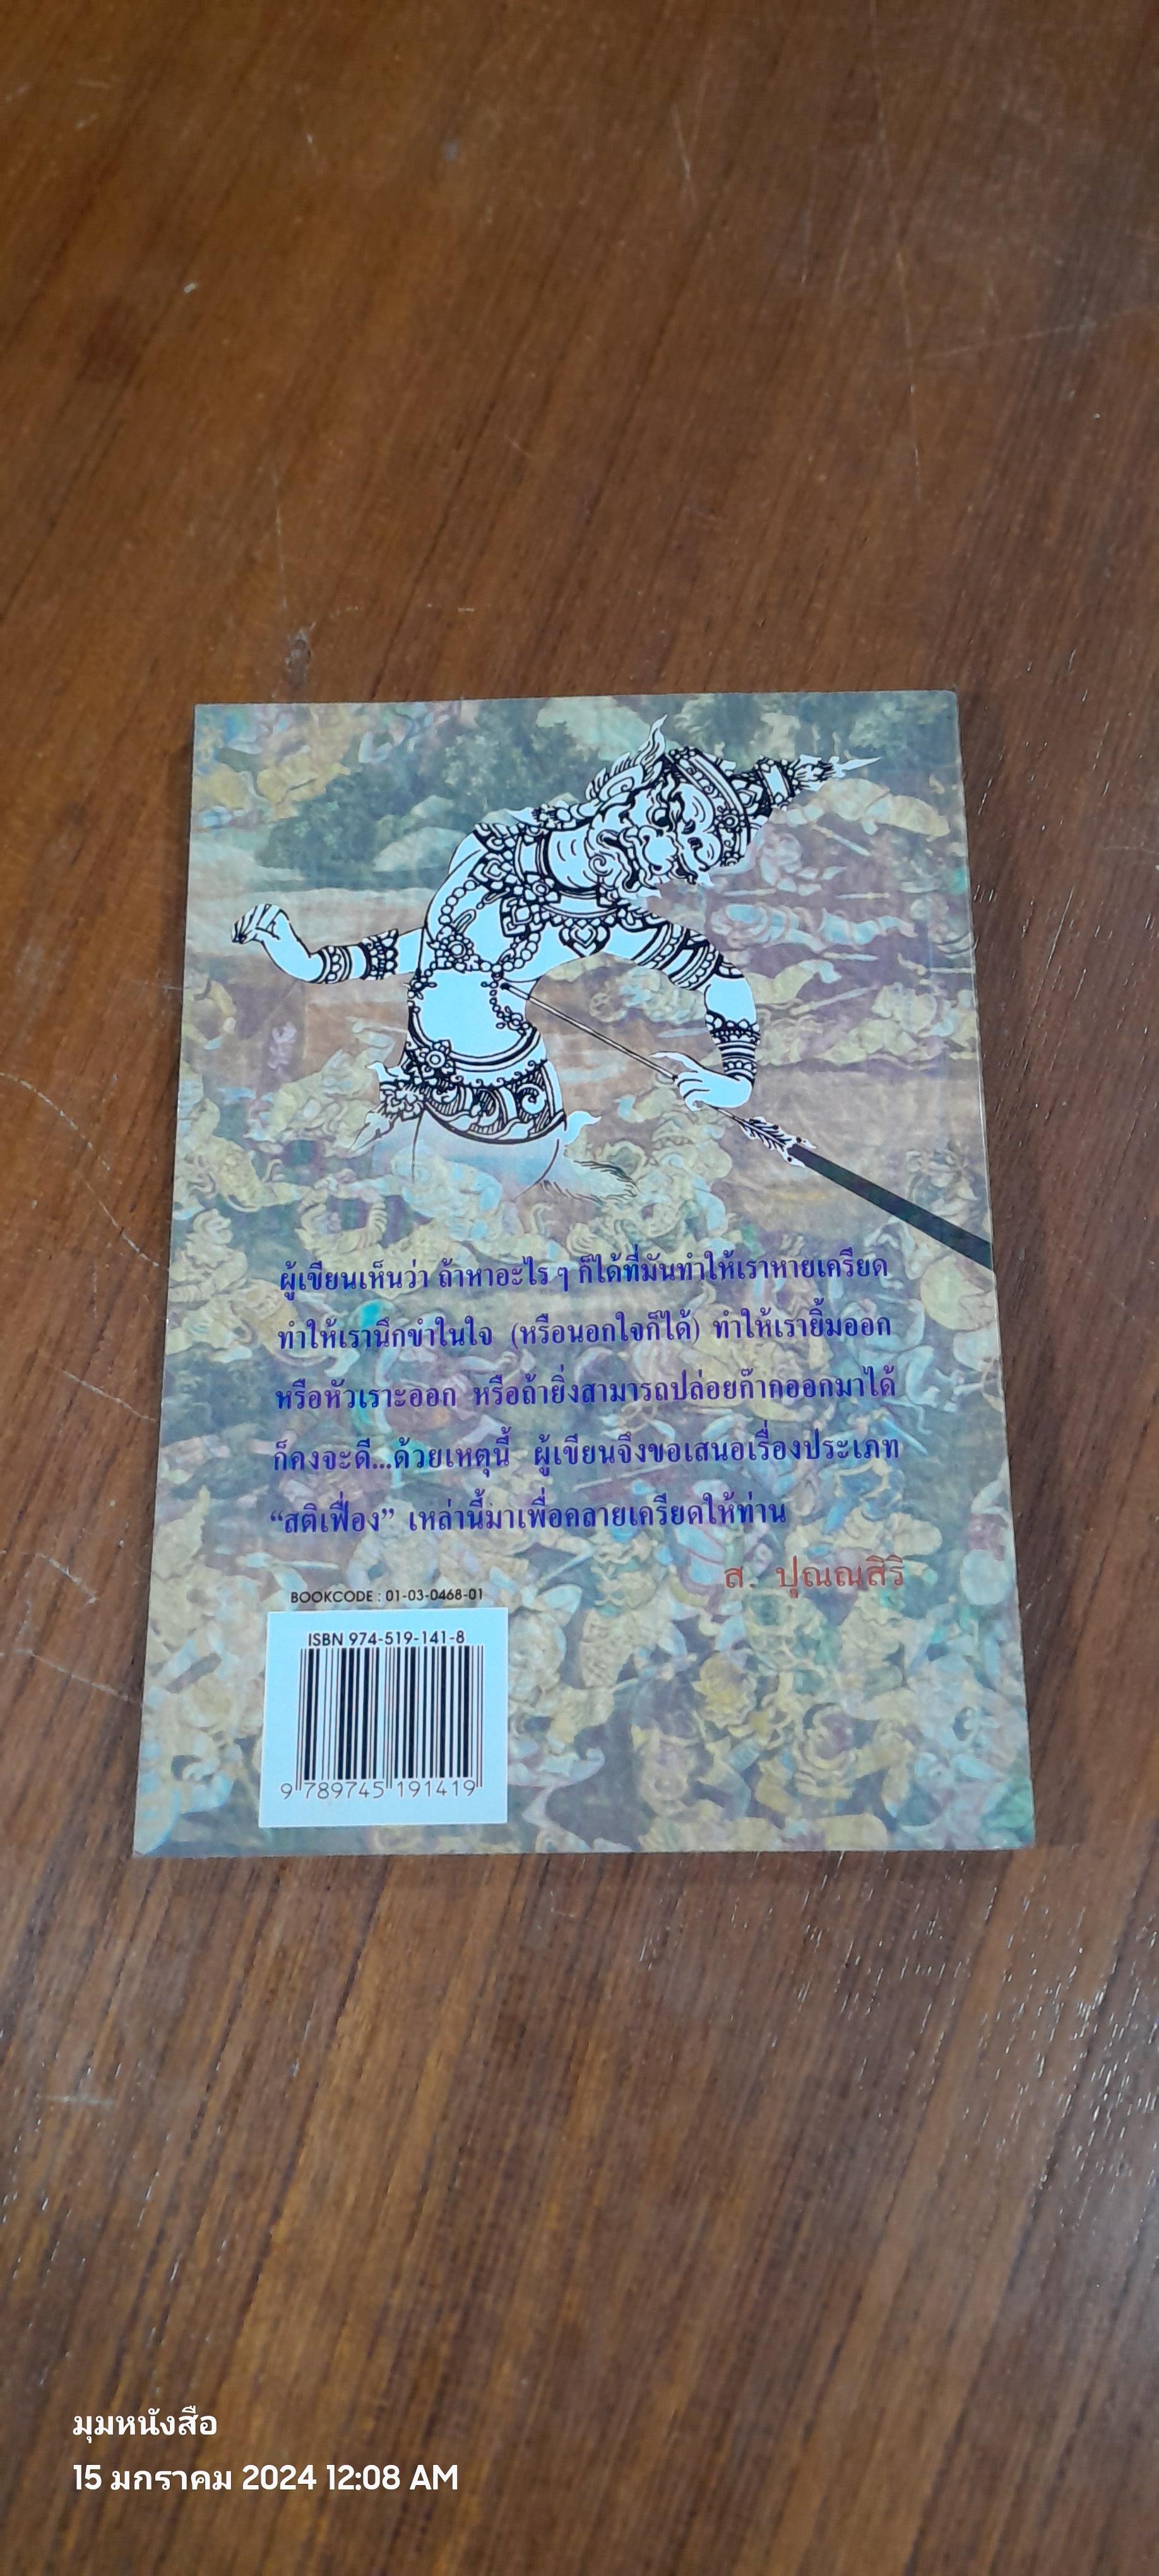 ผู้เขียนเห็นว่า ถ้าหาอะไร ๆ ก็ได้ที่มันทำให้เราหายเครียด
ทำให้เรานึกขำในใจ (หรือนอกใจก็ได้) ทำให้เรายิ้มออก
หรือหัวเราะออก หรือถ้ายิ่งสามารถปล่อยก๊ากออกมาได้
ก็คงจะดี...ด้วยเหตุนี้ ผู้เขียนจึงขอเสนอเรื่องประเภท
“สติเฟื่อง” เหล่านี้มาเพื่อคลายเครียดให้ท่าน
ส. ปุณณสิริ
BOOKCODE : 01-03-0468-01
ISBN 974-519-141-8
9 789745 191419
มุมหนังสือ
15 มกราคม 2024 12:08 AM